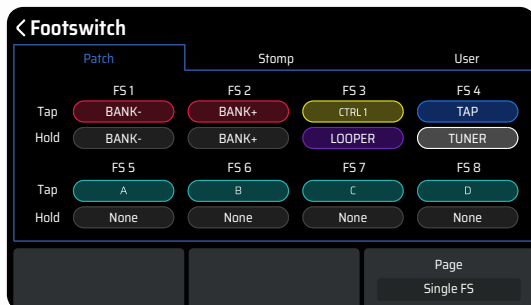 Footswitch
Patch Stomp User
FS 1 FS 2 FS 3 FS 4
Tap BANK- BANK+ CTRL 1 TAP
Hold BANK- BANK+ LOOPER TUNER
FS 5 FS 6 FS 7 FS 8
Tap A B C D
Hold None None None None
Page
Single FS